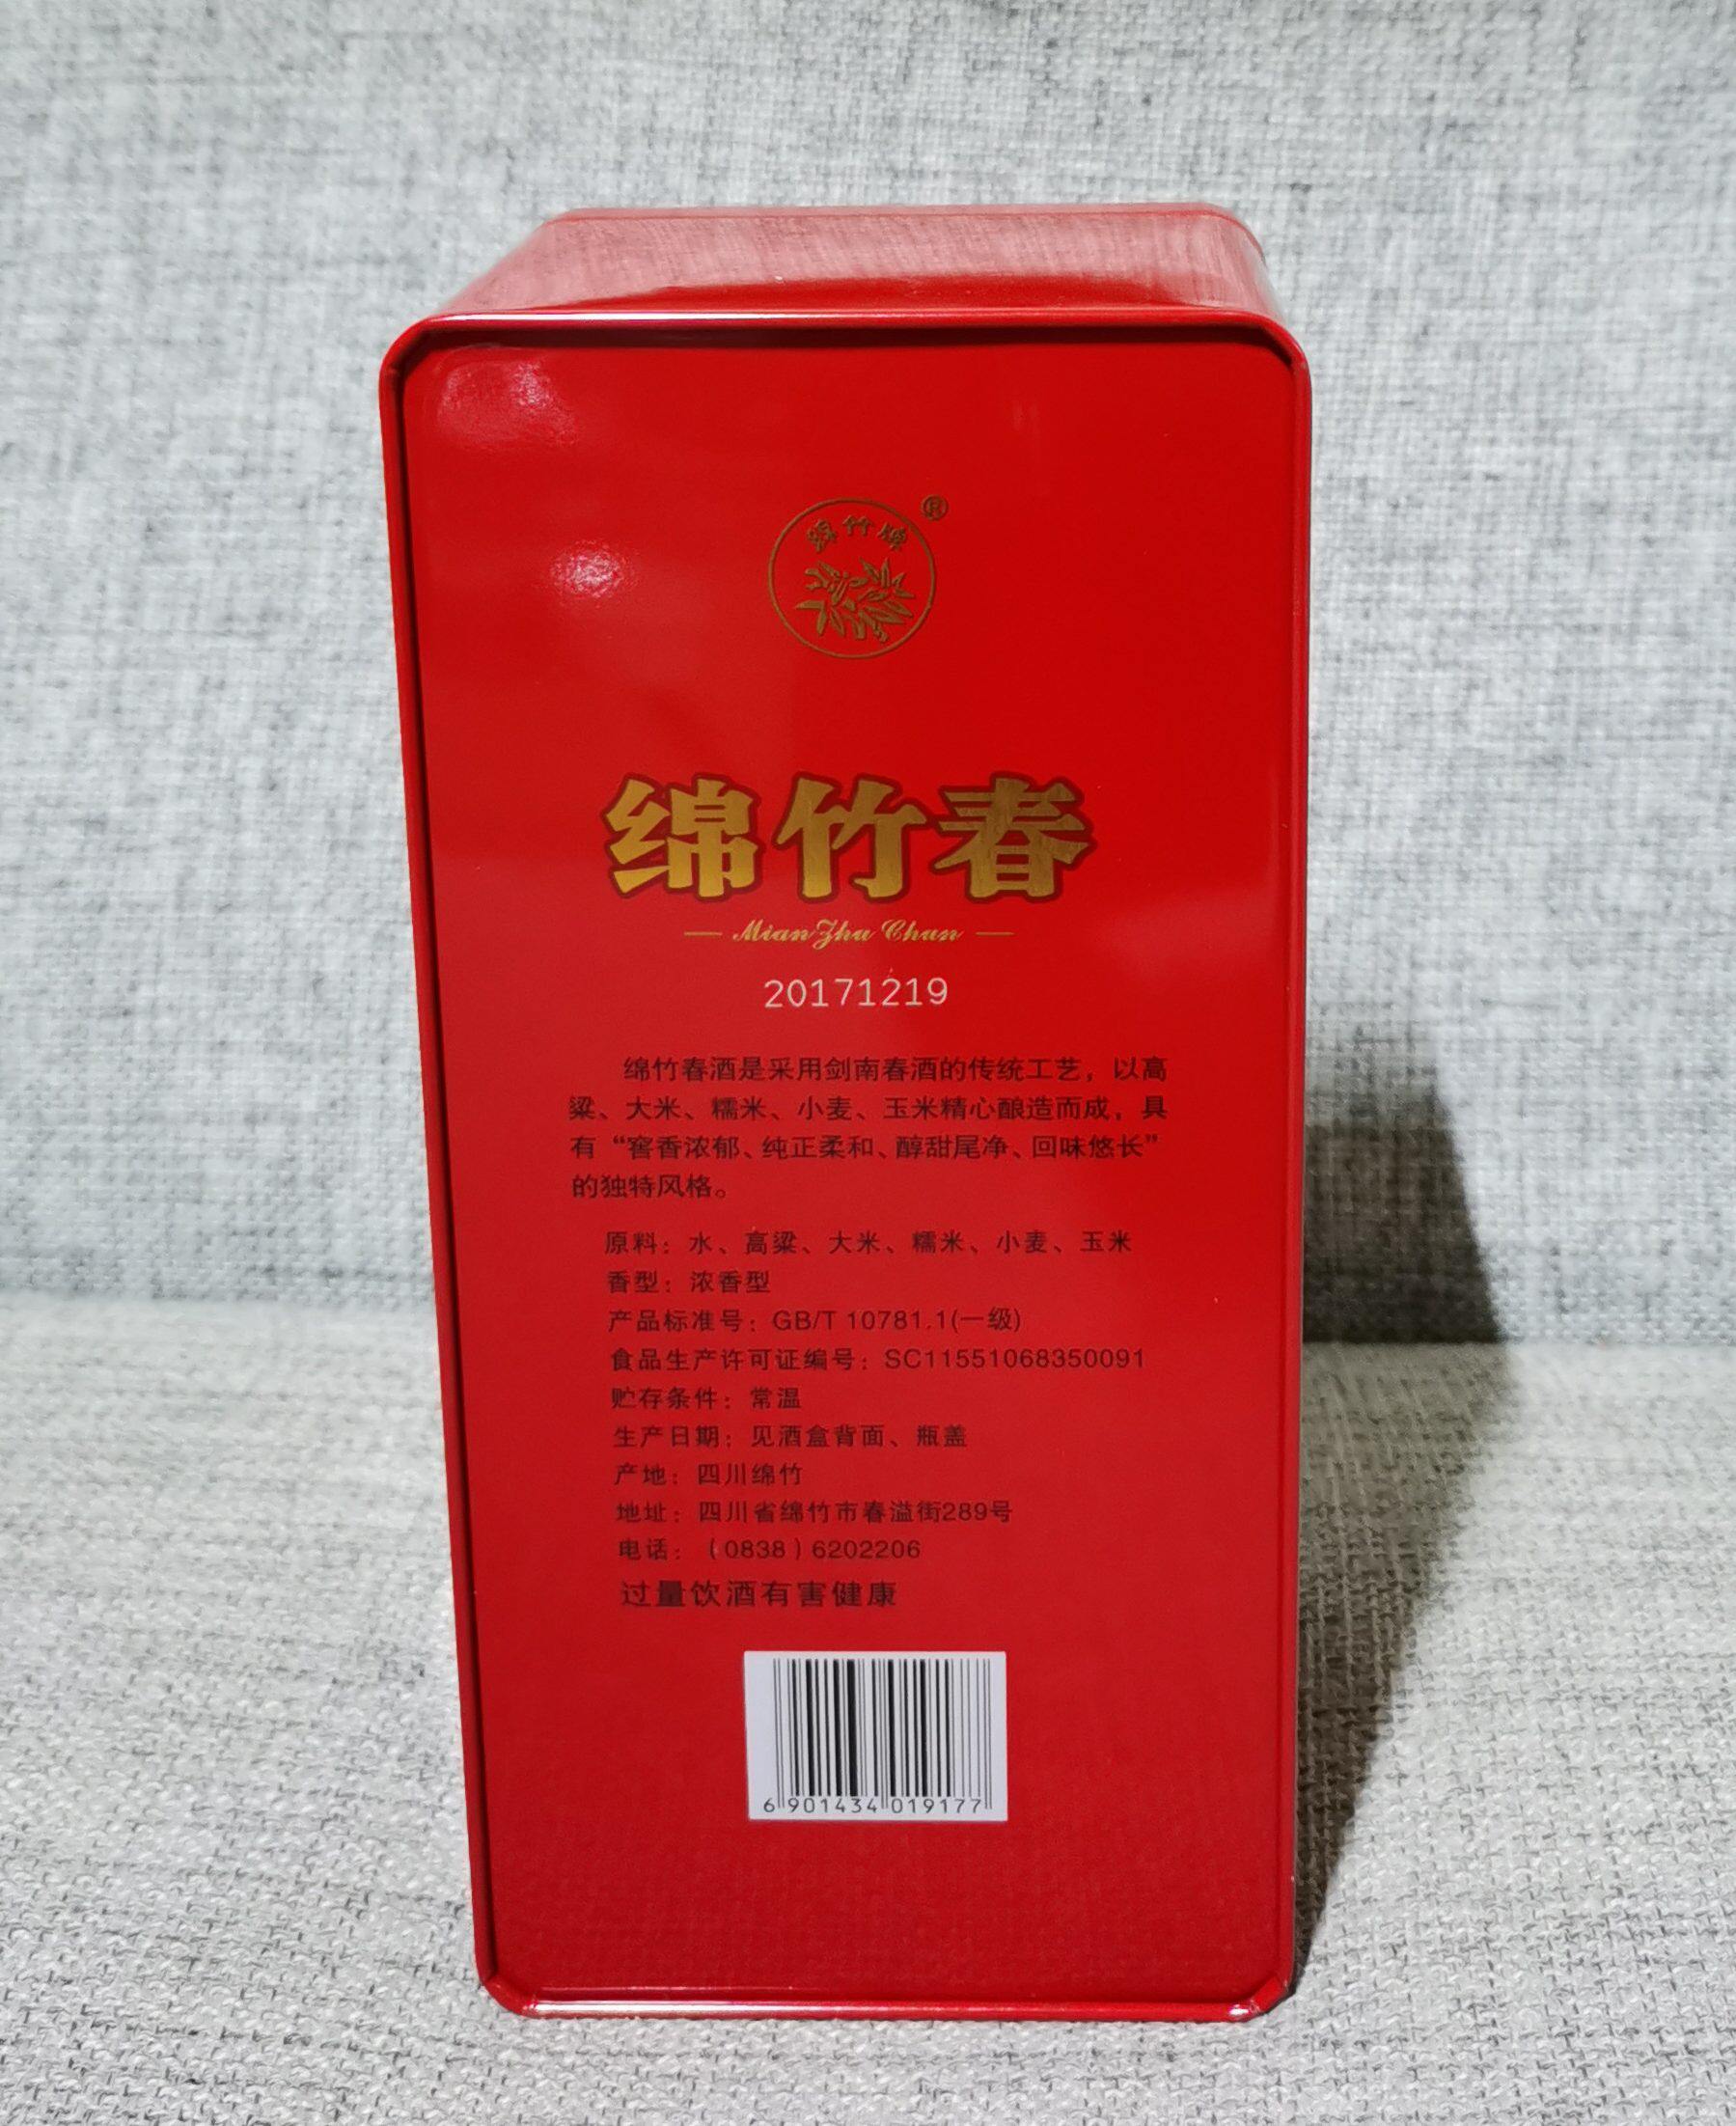 绵竹牌
®
绵竹春
Mian Zhu Chun
20171219
绵竹春酒是采用剑南春酒的传统工艺，以高
粱、大米、糯米、小麦、玉米精心酿造而成，具
有“窖香浓郁、纯正柔和、醇甜尾净、回味悠长”
的独特风格。
原料：水、高粱、大米、糯米、小麦、玉米
香型：浓香型
产品标准号：GB/T 10781.1(一级)
食品生产许可证编号：SC11551068350091
贮存条件：常温
生产日期：见酒盒背面、瓶盖
产地：四川绵竹
地址：四川省绵竹市春溢街289号
电话：（0838）6202206
过量饮酒有害健康
6 901434 019177